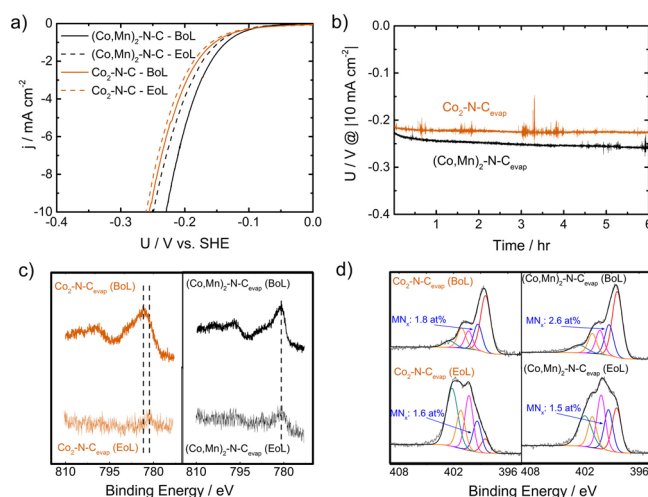 a)
(Co,Mn)₂-N-C - BoL
(Co,Mn)₂-N-C - EoL
Co₂-N-C - BoL
Co₂-N-C - EoL
j / mA cm⁻²
0
-2
-4
-6
-8
-10
-0.4
-0.3
-0.2
-0.1
0.0
U / V vs. SHE
b)
U / V @ |10 mA cm⁻²|
0.0
-0.1
-0.2
-0.3
-0.4
Co₂-N-Cevap
(Co,Mn)₂-N-Cevap
1
2
3
4
5
6
Time / hr
c)
Co₂-N-Cevap (BoL)
(Co,Mn)₂-N-Cevap (BoL)
Co₂-N-Cevap (EoL)
(Co,Mn)₂-N-Cevap (EoL)
810
795
780
810
795
780
Binding Energy / eV
d)
Co₂-N-C (BoL)
(Co,Mn)₂-N-C (BoL)
MNₓ: 1.8 at%
MNₓ: 2.6 at%
Co₂-N-C (EoL)
(Co,Mn)₂-N-C (EoL)
MNₓ: 1.6 at%
MNₓ: 1.5 at%
408
402
396
408
402
396
Binding Energy / eV